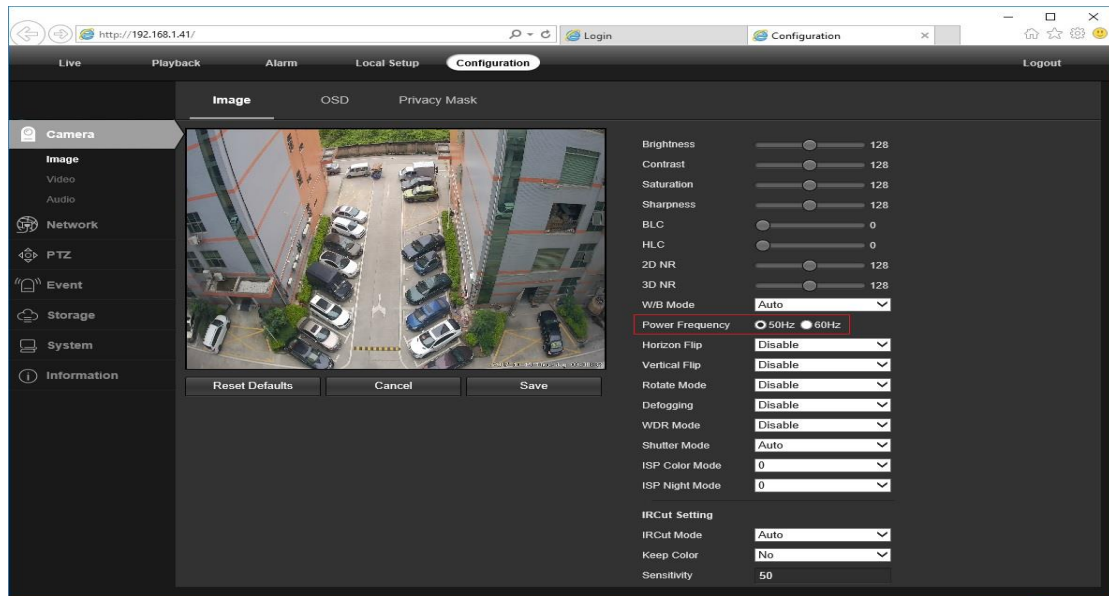 http://192.168.1.41/
Login
Configuration
Live Playback Alarm Local Setup Configuration Logout
Image OSD Privacy Mask
Camera
Image
Video
Audio
Network
PTZ
Event
Storage
System
Information
Reset Defaults Cancel Save
Brightness 128
Contrast 128
Saturation 128
Sharpness 128
BLC 0
HLC 0
2D NR 128
3D NR 128
W/B Mode Auto
Power Frequency 50Hz 60Hz
Horizon Flip Disable
Vertical Flip Disable
Rotate Mode Disable
Defogging Disable
WDR Mode Disable
Shutter Mode Auto
ISP Color Mode 0
ISP Night Mode 0
IRCut Setting
IRCut Mode Auto
Keep Color No
Sensitivity 50